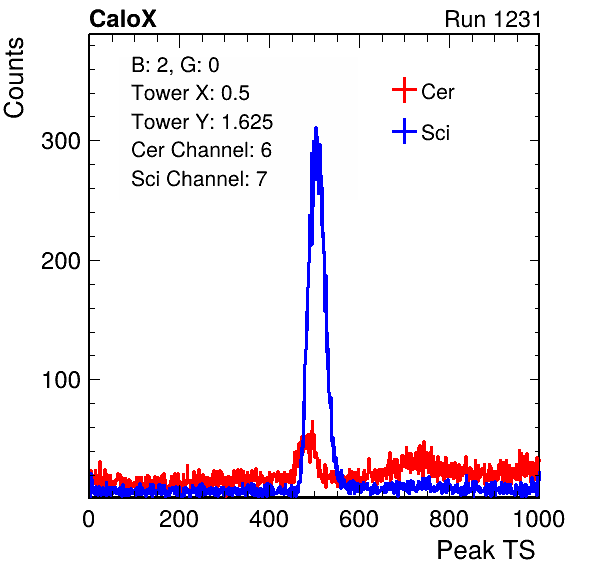 CaloX Run 1231
Counts
B: 2, G: 0
Tower X: 0.5
Tower Y: 1.625
Cer Channel: 6
Sci Channel: 7
Cer
Sci
300
200
100
0 200 400 600 800 1000
Peak TS